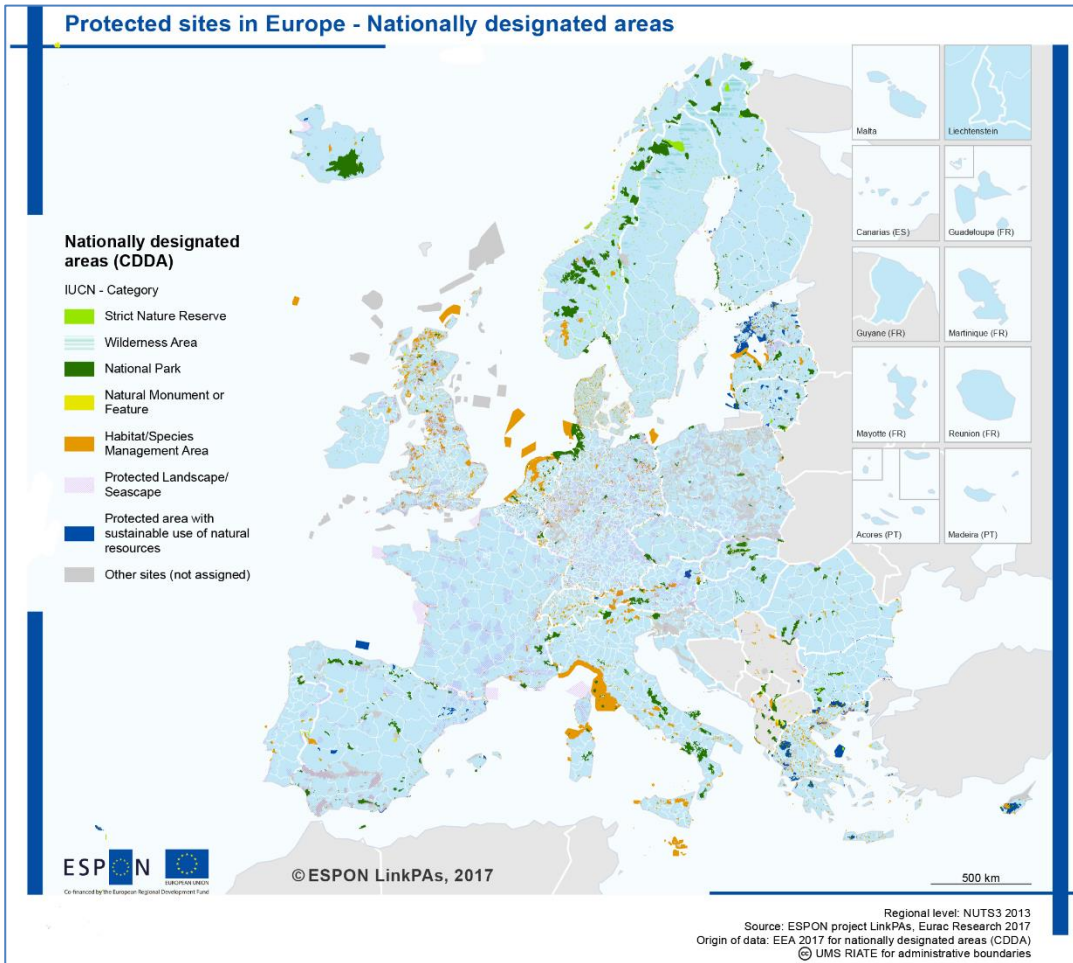 Protected sites in Europe - Nationally designated areas
Nationally designated
areas (CDDA)
IUCN - Category
Strict Nature Reserve
Wilderness Area
National Park
Natural Monument or
Feature
Habitat/Species
Management Area
Protected Landscape/
Seascape
Protected area with
sustainable use of natural
resources
Other sites (not assigned)
Malta
Liechtenstein
Canarias (ES)
Guadeloupe (FR)
Guyane (FR)
Martinique (FR)
Mayotte (FR)
Reunion (FR)
Acores (PT)
Madeira (PT)
ESPON
EUROPEAN UNION
Co-financed by the European Regional Development Fund
© ESPON LinkPAs, 2017
500 km
Regional level: NUTS3 2013
Source: ESPON project LinkPAs, Eurac Research 2017
Origin of data: EEA 2017 for nationally designated areas (CDDA)
cc UMS RIATE for administrative boundaries